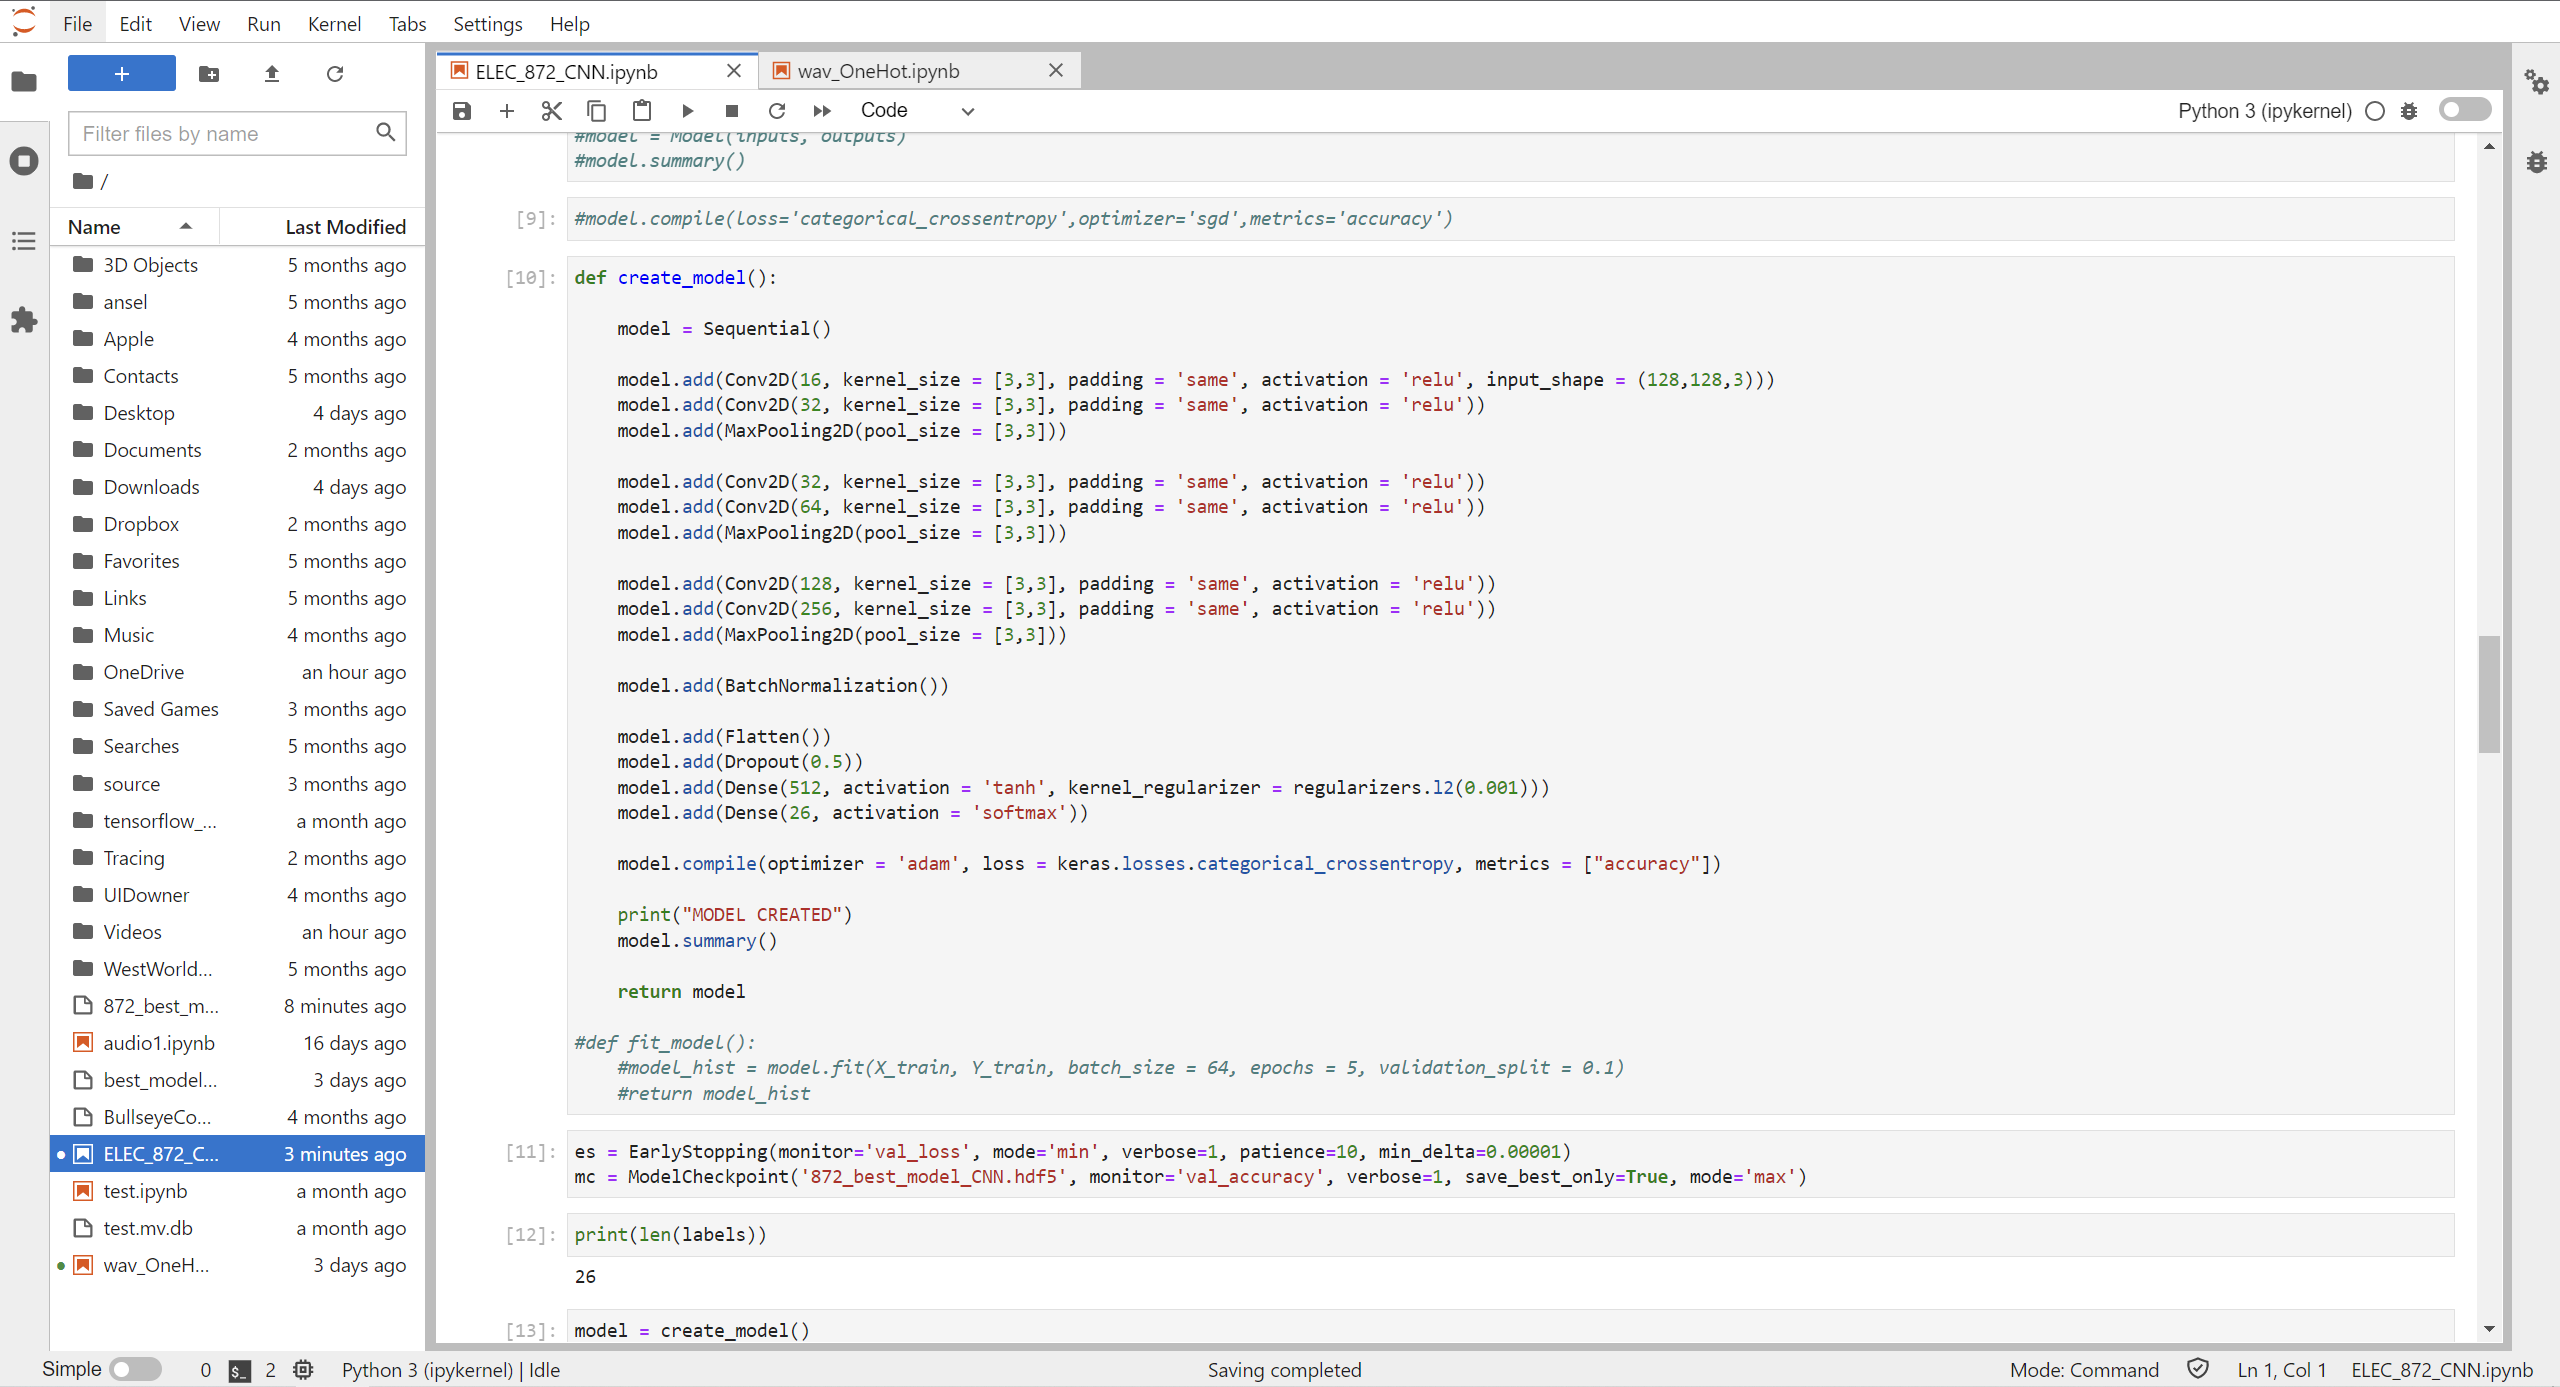 File Edit View Run Kernel Tabs Settings Help
Filter files by name
/
Name Last Modified
3D Objects 5 months ago
ansel 5 months ago
Apple 4 months ago
Contacts 5 months ago
Desktop 4 days ago
Documents 2 months ago
Downloads 4 days ago
Dropbox 2 months ago
Favorites 5 months ago
Links 5 months ago
Music 4 months ago
OneDrive an hour ago
Saved Games 3 months ago
Searches 5 months ago
source 3 months ago
tensorflow_... a month ago
Tracing 2 months ago
UIDowner 4 months ago
Videos an hour ago
WestWorld... 5 months ago
872_best_m... 8 minutes ago
audio1.ipynb 16 days ago
best_model... 3 days ago
BullseyeCo... 4 months ago
ELEC_872_C... 3 minutes ago
test.ipynb a month ago
test.mv.db a month ago
wav_OneH... 3 days ago
ELEC_872_CNN.ipynb wav_OneHot.ipynb
Code Python 3 (ipykernel)
#model = Model(inputs, outputs)
#model.summary()
[9]: #model.compile(loss='categorical_crossentropy',optimizer='sgd',metrics='accuracy')
[10]: def create_model():
model = Sequential()
model.add(Conv2D(16, kernel_size = [3,3], padding = 'same', activation = 'relu', input_shape = (128,128,3)))
model.add(Conv2D(32, kernel_size = [3,3], padding = 'same', activation = 'relu'))
model.add(MaxPooling2D(pool_size = [3,3]))
model.add(Conv2D(32, kernel_size = [3,3], padding = 'same', activation = 'relu'))
model.add(Conv2D(64, kernel_size = [3,3], padding = 'same', activation = 'relu'))
model.add(MaxPooling2D(pool_size = [3,3]))
model.add(Conv2D(128, kernel_size = [3,3], padding = 'same', activation = 'relu'))
model.add(Conv2D(256, kernel_size = [3,3], padding = 'same', activation = 'relu'))
model.add(MaxPooling2D(pool_size = [3,3]))
model.add(BatchNormalization())
model.add(Flatten())
model.add(Dropout(0.5))
model.add(Dense(512, activation = 'tanh', kernel_regularizer = regularizers.l2(0.001)))
model.add(Dense(26, activation = 'softmax'))
model.compile(optimizer = 'adam', loss = keras.losses.categorical_crossentropy, metrics = ["accuracy"])
print("MODEL CREATED")
model.summary()
return model
#def fit_model():
#model_hist = model.fit(X_train, Y_train, batch_size = 64, epochs = 5, validation_split = 0.1)
#return model_hist
[11]: es = EarlyStopping(monitor='val_loss', mode='min', verbose=1, patience=10, min_delta=0.00001)
mc = ModelCheckpoint('872_best_model_CNN.hdf5', monitor='val_accuracy', verbose=1, save_best_only=True, mode='max')
[12]: print(len(labels))
26
[13]: model = create_model()
Simple 0 $_ 2 Python 3 (ipykernel) | Idle Saving completed Mode: Command Ln 1, Col 1 ELEC_872_CNN.ipynb